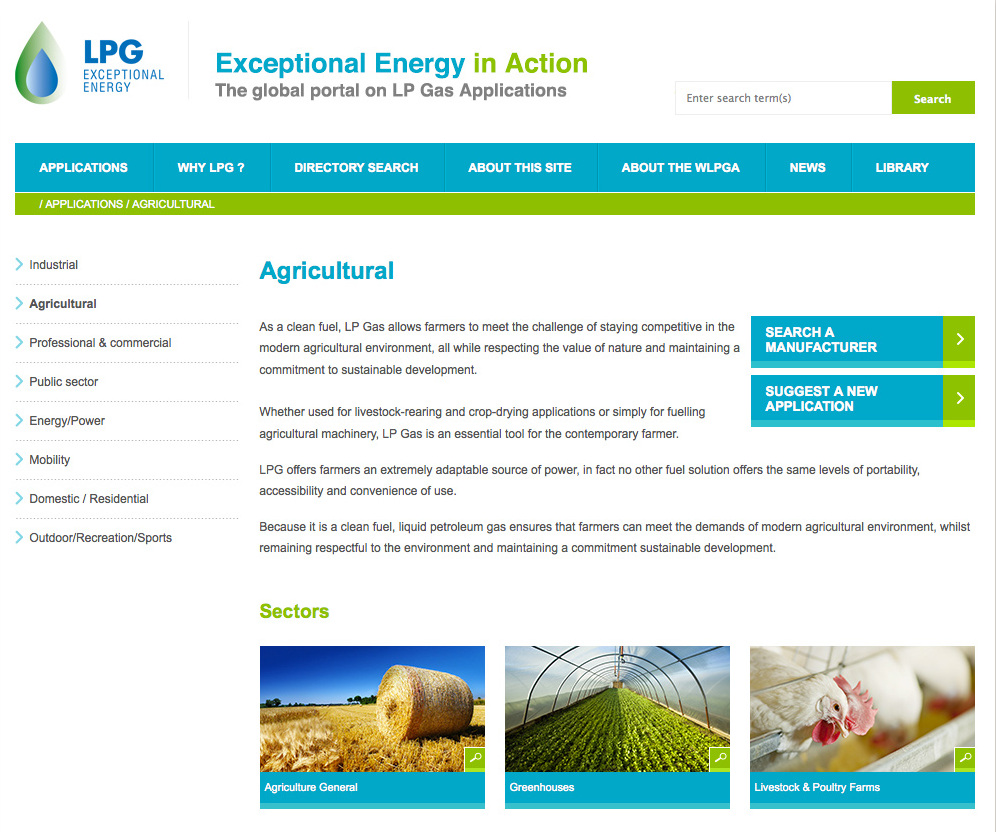 LPG
EXCEPTIONAL
ENERGY
Exceptional Energy in Action
The global portal on LP Gas Applications
Enter search term(s)
Search
APPLICATIONS
WHY LPG ?
DIRECTORY SEARCH
ABOUT THIS SITE
ABOUT THE WLPGA
NEWS
LIBRARY
/ APPLICATIONS / AGRICULTURAL
Industrial
Agricultural
Professional & commercial
Public sector
Energy/Power
Mobility
Domestic / Residential
Outdoor/Recreation/Sports
Agricultural
As a clean fuel, LP Gas allows farmers to meet the challenge of staying competitive in the
modern agricultural environment, all while respecting the value of nature and maintaining a
commitment to sustainable development.
Whether used for livestock-rearing and crop-drying applications or simply for fuelling
agricultural machinery, LP Gas is an essential tool for the contemporary farmer.
LPG offers farmers an extremely adaptable source of power, in fact no other fuel solution offers the same levels of portability,
accessibility and convenience of use.
Because it is a clean fuel, liquid petroleum gas ensures that farmers can meet the demands of modern agricultural environment, whilst
remaining respectful to the environment and maintaining a commitment sustainable development.
SEARCH A
MANUFACTURER
SUGGEST A NEW
APPLICATION
Sectors
Agriculture General
Greenhouses
Livestock & Poultry Farms